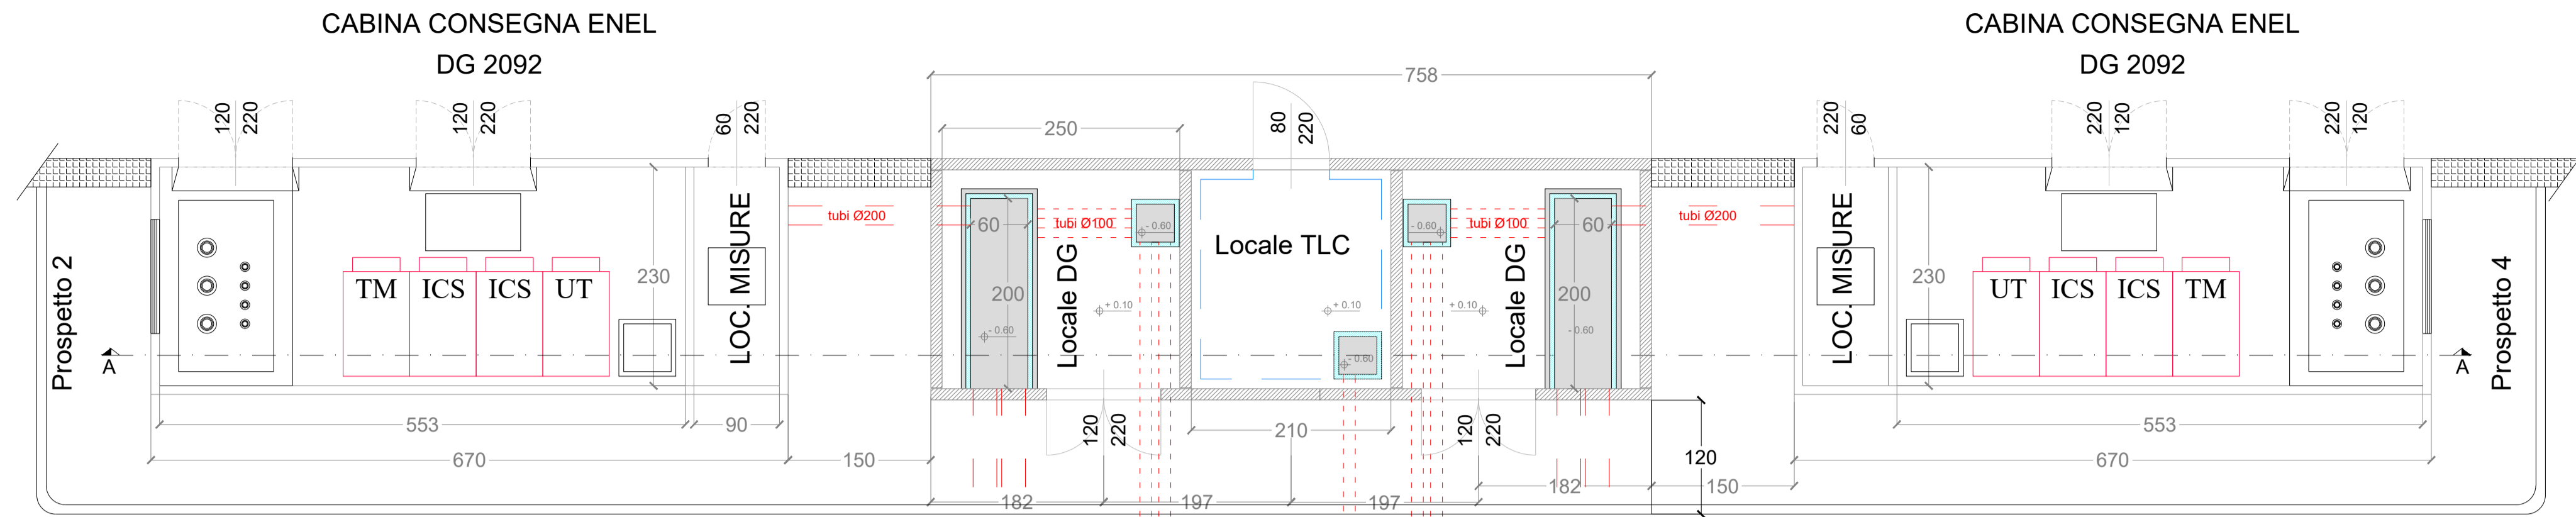 CABINA CONSEGNA ENEL
DG 2092
CABINA CONSEGNA ENEL
DG 2092
758
120
220
120
220
60
220
250
80
220
220
60
220
120
220
120
Prospetto 2
A
TM
ICS
ICS
UT
230
LOC. MISURE
tubi Ø200
60
200
- 0.60
tubi Ø100
Locale DG
- 0.60
+ 0.10
Locale TLC
+ 0.10
- 0.60
- 0.60
tubi Ø100
+ 0.10
Locale DG
60
200
- 0.60
tubi Ø200
LOC. MISURE
230
UT
ICS
ICS
TM
A
Prospetto 4
553
90
120
220
210
120
220
553
670
150
120
670
182
197
197
182
150